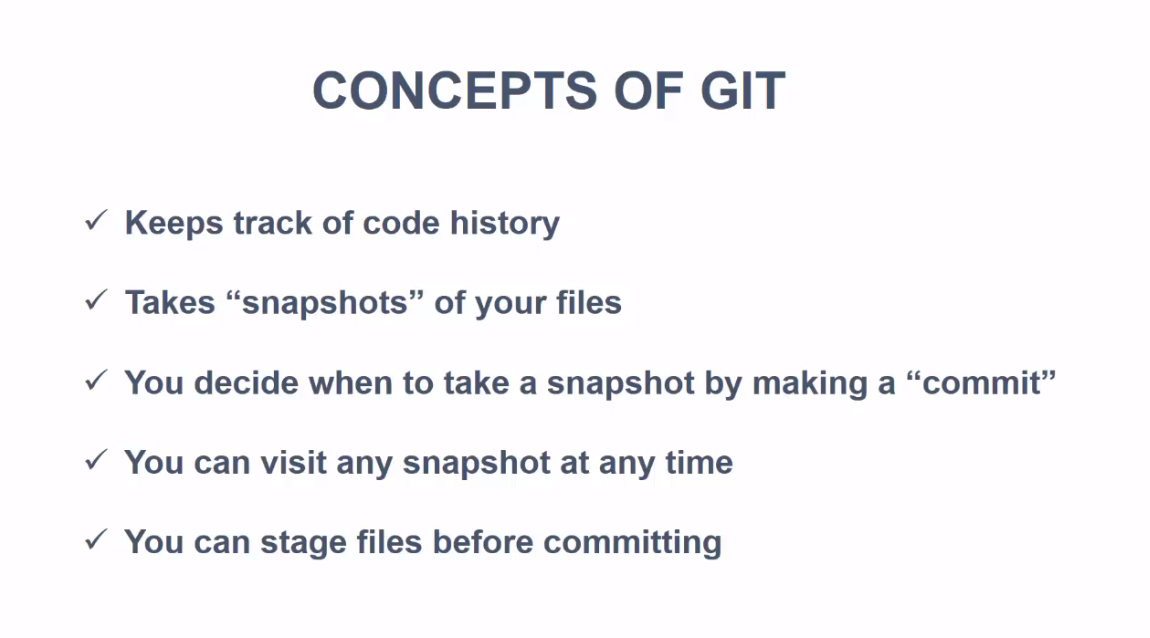 CONCEPTS OF GIT
✓ Keeps track of code history
✓ Takes “snapshots” of your files
✓ You decide when to take a snapshot by making a “commit”
✓ You can visit any snapshot at any time
✓ You can stage files before committing